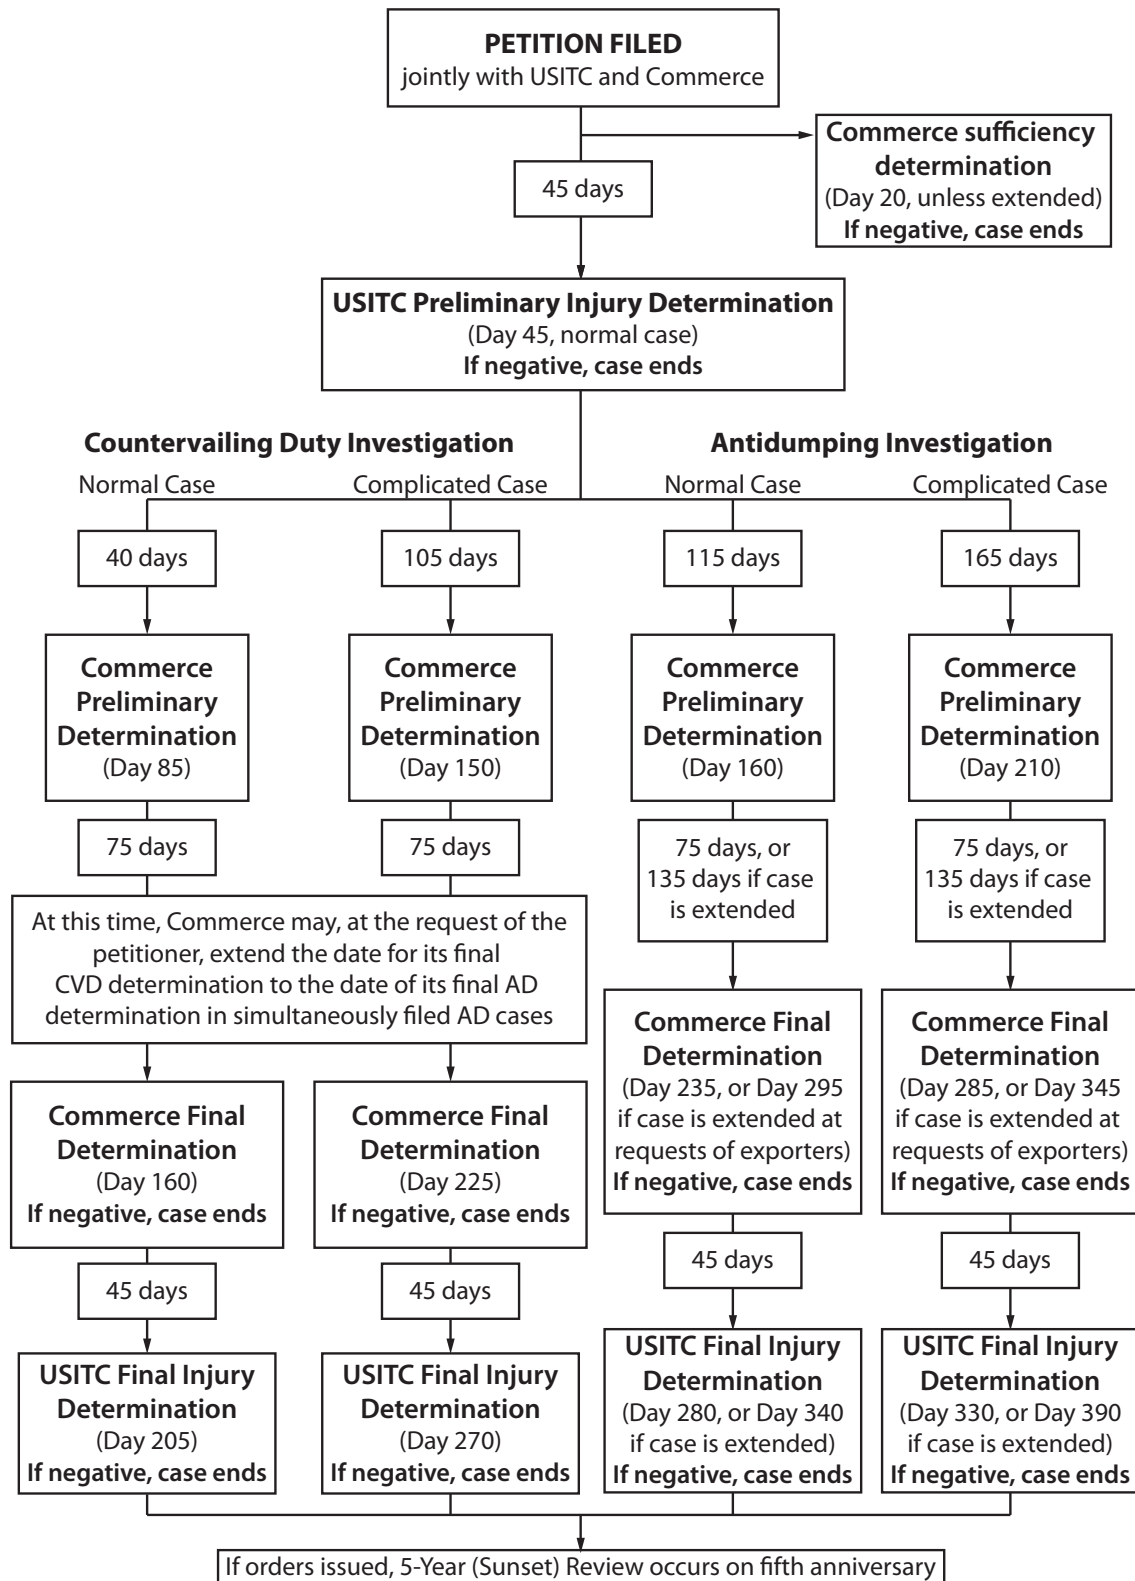 PETITION FILED
jointly with USITC and Commerce
Commerce sufficiency
determination
(Day 20, unless extended)
If negative, case ends
45 days
USITC Preliminary Injury Determination
(Day 45, normal case)
If negative, case ends
Countervailing Duty Investigation
Antidumping Investigation
Normal Case
Complicated Case
Normal Case
Complicated Case
40 days
105 days
115 days
165 days
Commerce
Preliminary
Determination
(Day 85)
Commerce
Preliminary
Determination
(Day 150)
Commerce
Preliminary
Determination
(Day 160)
Commerce
Preliminary
Determination
(Day 210)
75 days
75 days
75 days, or
135 days if case
is extended
75 days, or
135 days if case
is extended
At this time, Commerce may, at the request of the
petitioner, extend the date for its final
CVD determination to the date of its final AD
determination in simultaneously filed AD cases
Commerce Final
Determination
(Day 160)
If negative, case ends
Commerce Final
Determination
(Day 225)
If negative, case ends
Commerce Final
Determination
(Day 235, or Day 295
if case is extended at
requests of exporters)
If negative, case ends
Commerce Final
Determination
(Day 285, or Day 345
if case is extended at
requests of exporters)
If negative, case ends
45 days
45 days
45 days
45 days
USITC Final Injury
Determination
(Day 205)
If negative, case ends
USITC Final Injury
Determination
(Day 270)
If negative, case ends
USITC Final Injury
Determination
(Day 280, or Day 340
if case is extended)
If negative, case ends
USITC Final Injury
Determination
(Day 330, or Day 390
if case is extended)
If negative, case ends
If orders issued, 5-Year (Sunset) Review occurs on fifth anniversary